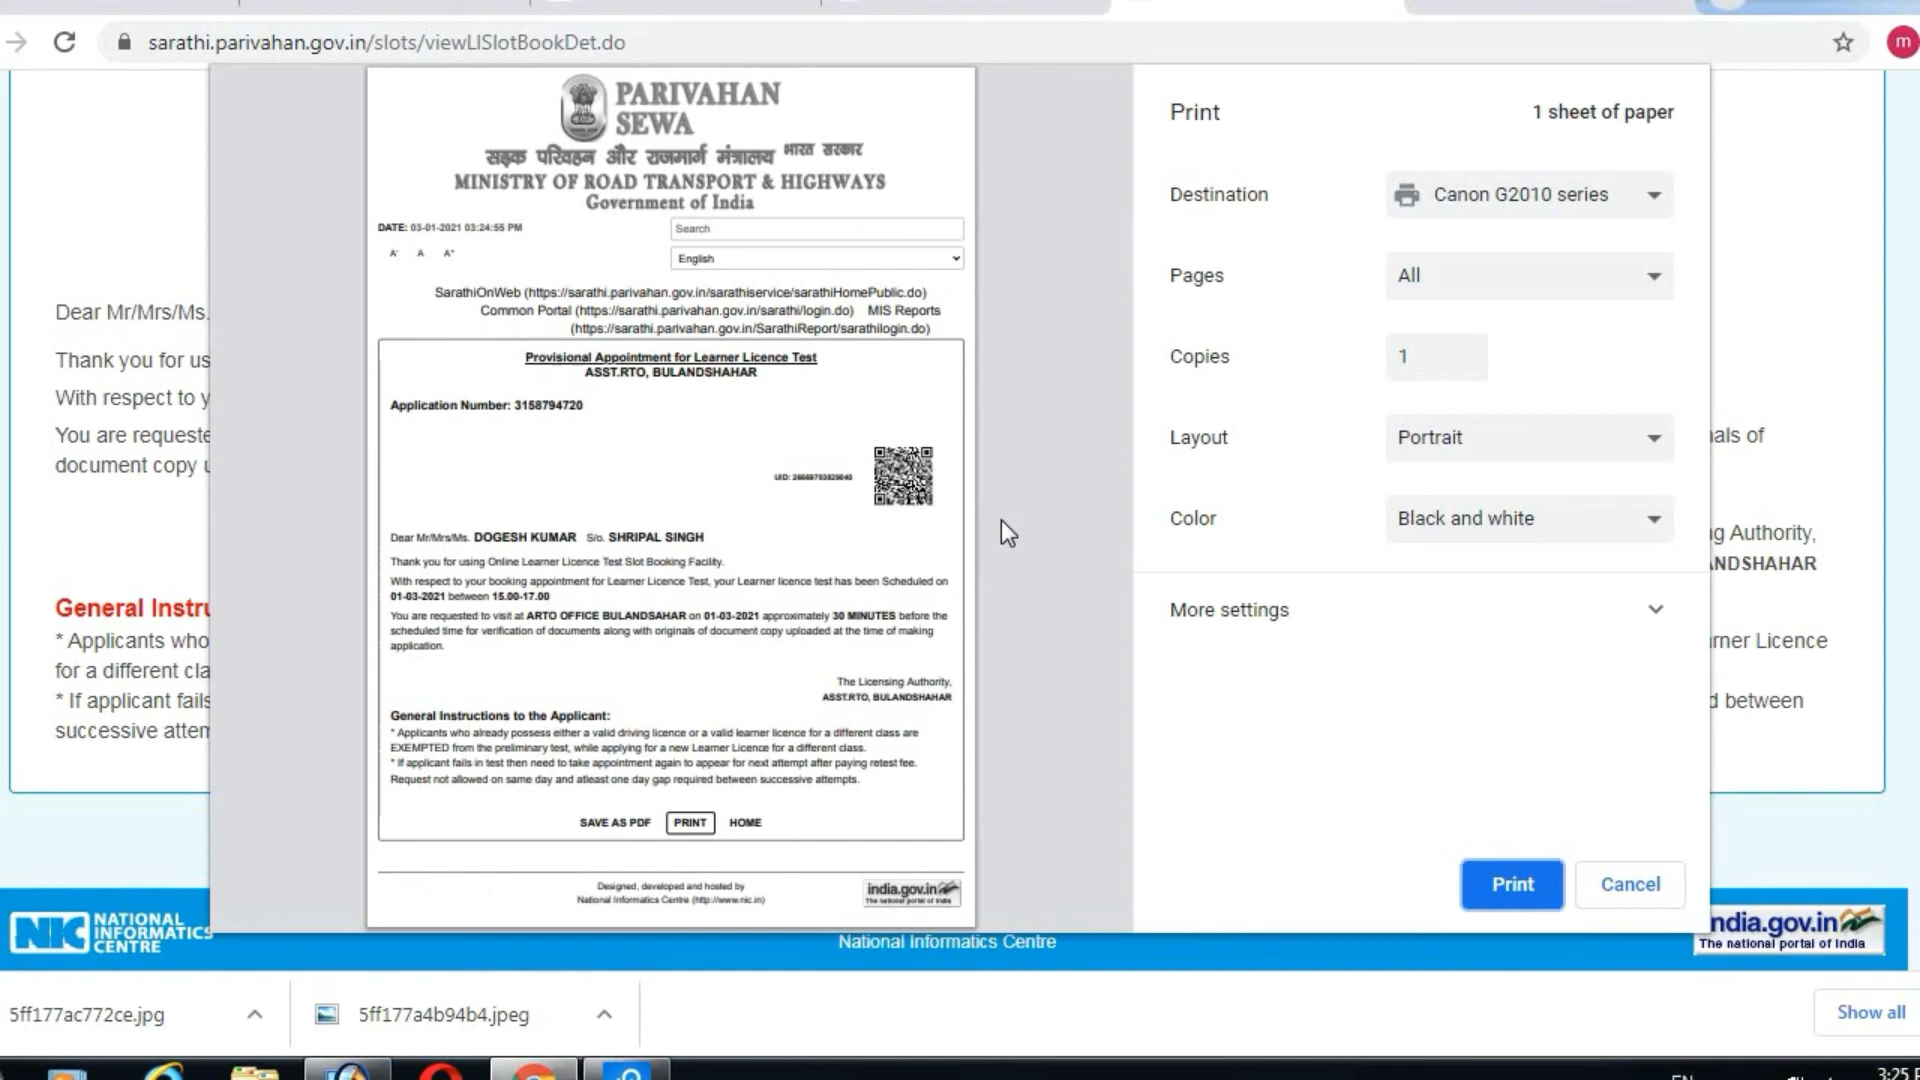 sarathi.parivahan.gov.in/slots/viewLISlotBookDet.do
m
PARIVAHAN
SEWA
सड़क परिवहन और राजमार्ग मंत्रालय भारत सरकार
MINISTRY OF ROAD TRANSPORT & HIGHWAYS
Government of India
DATE: 03-01-2021 03:24:55 PM
Search
A- A A+
English
SarathiOnWeb (https://sarathi.parivahan.gov.in/sarathiservice/sarathiHomePublic.do)
Common Portal (https://sarathi.parivahan.gov.in/sarathi/login.do) MIS Reports
(https://sarathi.parivahan.gov.in/SarathiReport/sarathilogin.do)
Provisional Appointment for Learner Licence Test
ASST.RTO, BULANDSHAHAR
Application Number: 3158794720
UID:
Dear Mr/Mrs/Ms. DOGESH KUMAR S/o. SHRIPAL SINGH
Thank you for using Online Learner Licence Test Slot Booking Facility.
With respect to your booking appointment for Learner Licence Test, your Learner licence test has been Scheduled on
01-03-2021 between 15.00-17.00
You are requested to visit at ARTO OFFICE BULANDSAHAR on 01-03-2021 approximately 30 MINUTES before the
scheduled time for verification of documents along with originals of document copy uploaded at the time of making
application.
The Licensing Authority,
ASST.RTO, BULANDSHAHAR
General Instructions to the Applicant:
* Applicants who already possess either a valid driving licence or a valid learner licence for a different class are
EXEMPTED from the preliminary test, while applying for a new Learner Licence for a different class.
* If applicant fails in test then need to take appointment again to appear for next attempt after paying retest fee.
Request not allowed on same day and atleast one day gap required between successive attempts.
SAVE AS PDF PRINT HOME
Designed, developed and hosted by
National Informatics Centre (http://www.nic.in)
india.gov.in
The national portal of India
Print 1 sheet of paper
Destination Canon G2010 series
Pages All
Copies 1
Layout Portrait
Color Black and white
More settings
Print Cancel
Dear Mr/Mrs/Ms.
Thank you for us
With respect to y
You are requeste
document copy u
General Instru
* Applicants who
for a different cla
* If applicant fails
successive attem
als of
g Authority,
NDSHAHAR
rner Licence
d between
NIC NATIONAL
INFORMATICS
CENTRE
National Informatics Centre
ndia.gov.in
The national portal of India
5ff177ac772ce.jpg
5ff177a4b94b4.jpeg
Show all
EN
3:25 P